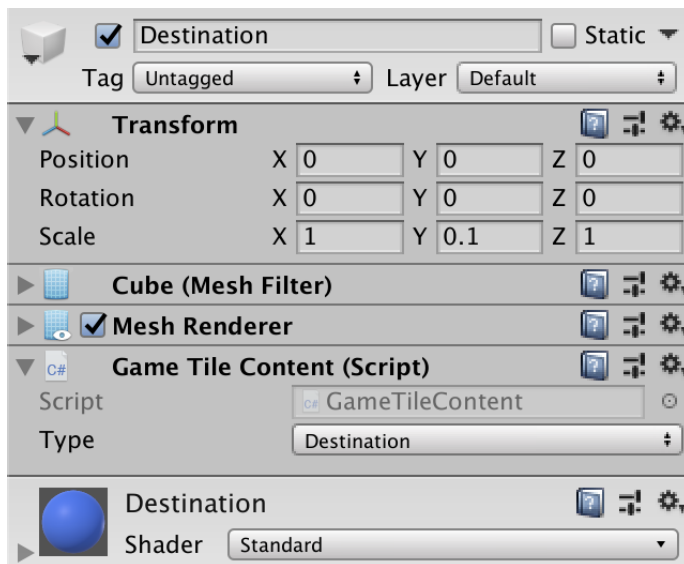 Destination Static
Tag Untagged Layer Default
Transform
Position X 0 Y 0 Z 0
Rotation X 0 Y 0 Z 0
Scale X 1 Y 0.1 Z 1
Cube (Mesh Filter)
Mesh Renderer
C# Game Tile Content (Script)
Script C# GameTileContent
Type Destination
Destination
Shader Standard